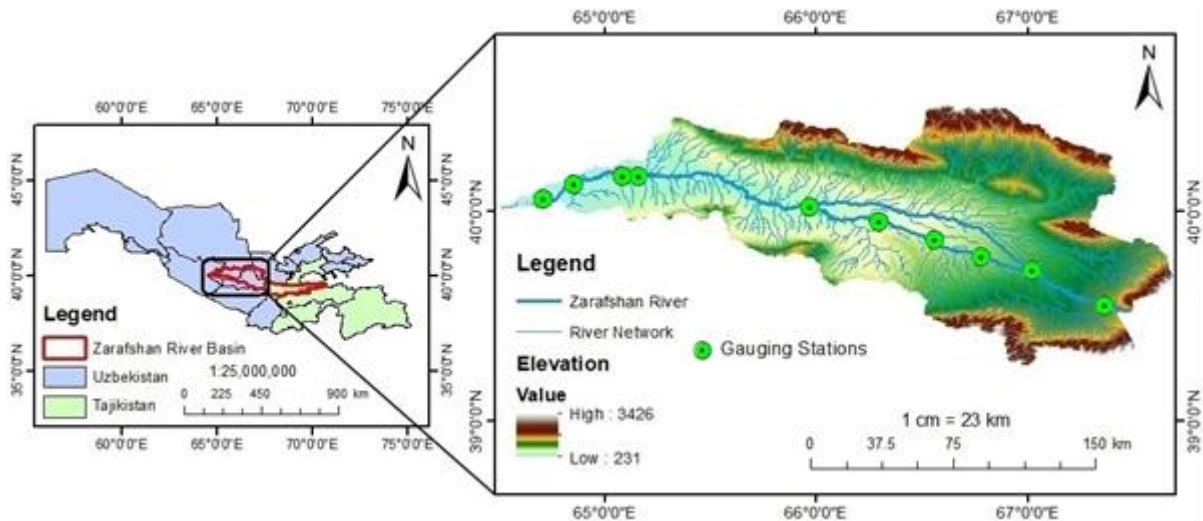 60°0'0"E 65°0'0"E 70°0'0"E 75°0'0"E
N
45°0'0"N
40°0'0"N
35°0'0"N
45°0'0"N
40°0'0"N
35°0'0"N
Legend
Zarafshan River Basin
Uzbekistan
Tajikistan
1:25,000,000
0 225 450 900 km
60°0'0"E 65°0'0"E 70°0'0"E 75°0'0"E
65°0'0"E 66°0'0"E 67°0'0"E
N
40°0'0"N
39°0'0"N
40°0'0"N
39°0'0"N
Legend
Zarafshan River
River Network
Gauging Stations
Elevation
Value
High : 3426
Low : 231
1 cm = 23 km
0 37.5 75 150 km
65°0'0"E 66°0'0"E 67°0'0"E